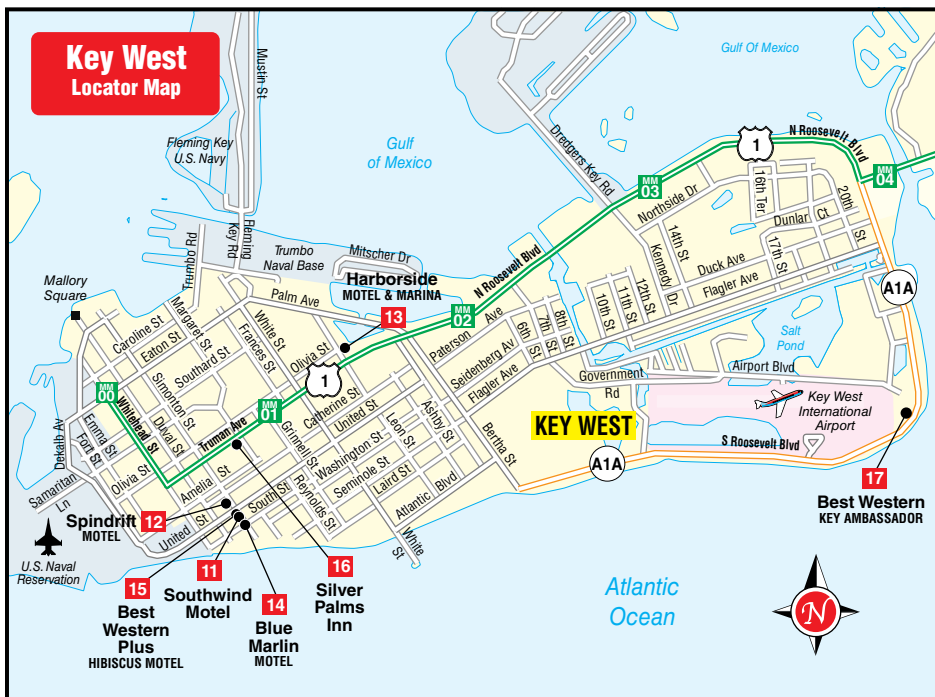 Key West
Locator Map
Mustin St
Gulf Of Mexico
Fleming Key
U.S. Navy
Gulf
of Mexico
Dredgers Key Rd
1
N Roosevelt Blvd
MM
04
MM
03
16th Ter
20th St
Northside Dr
Dunlar Ct
14th St
17th St
Kennedy Dr
Duck Ave
Flagler Ave
Trumbo Rd
Fleming
Key Rd
Trumbo
Naval Base
Mitscher Dr
Mallory
Square
Harborside
MOTEL & MARINA
13
Palm Ave
N Roosevelt Blvd
MM
02
A1A
10th St
11th St
12th St
Caroline St
Eaton St
Margaret St
Southard St
White St
Frances St
Olivia St
1
Paterson Ave
6th St
7th St
8th St
Seidenberg Av
Flagler Ave
Salt
Pond
Government
Rd
Airport Blvd
Key West
International
Airport
MM
00
Whitehead St
Simonton St
Duval St
Truman Ave
MM
01
Catherine St
United St
Grinnell St
Washington St
Leon St
Ashby St
Bertha St
KEY WEST
A1A
S Roosevelt Blvd
Dekalb Av
Emma St
Fort St
Olivia St
Amelia St
Samaritan
Ln
United St
South St
Reynolds St
Seminole St
Laird St
Atlantic Blvd
White St
17
Best Western
KEY AMBASSADOR
Spindrift
MOTEL
12
U.S. Naval
Reservation
15
Best
Western
Plus
HIBISCUS MOTEL
11
Southwind
Motel
14
Blue
Marlin
MOTEL
16
Silver
Palms
Inn
Atlantic
Ocean
N